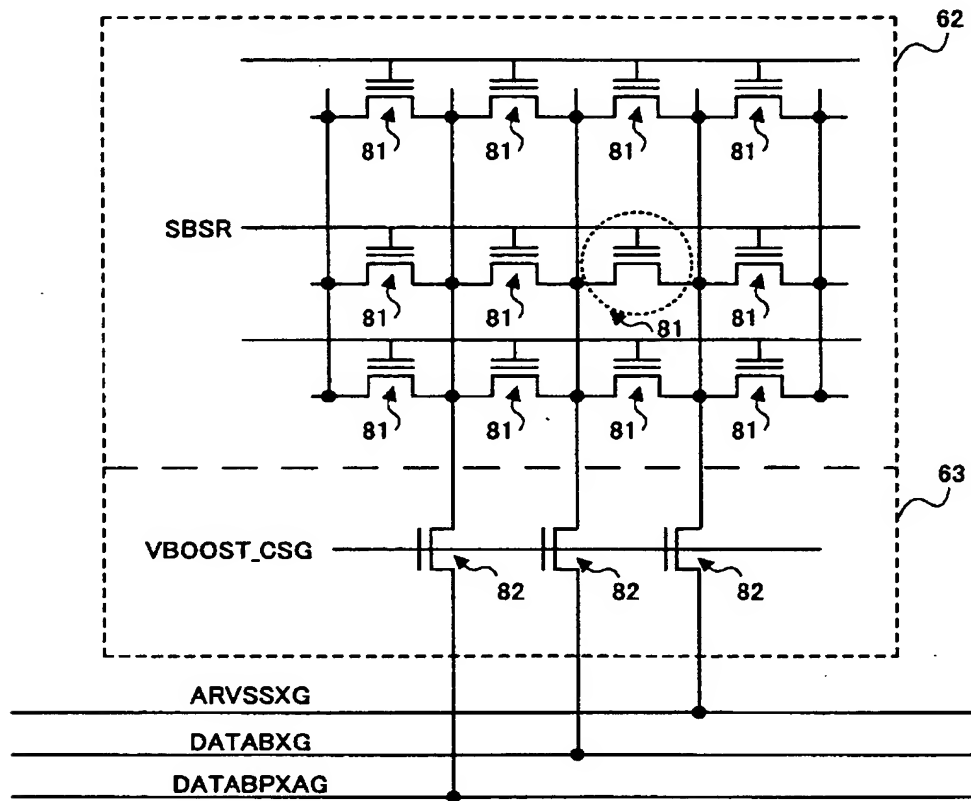 62
81 81 81 81
SBSR
81 81 81 81
81 81 81 81
63
VBOOST_CSG
82 82 82
ARVSSXG
DATABXG
DATABPXAG